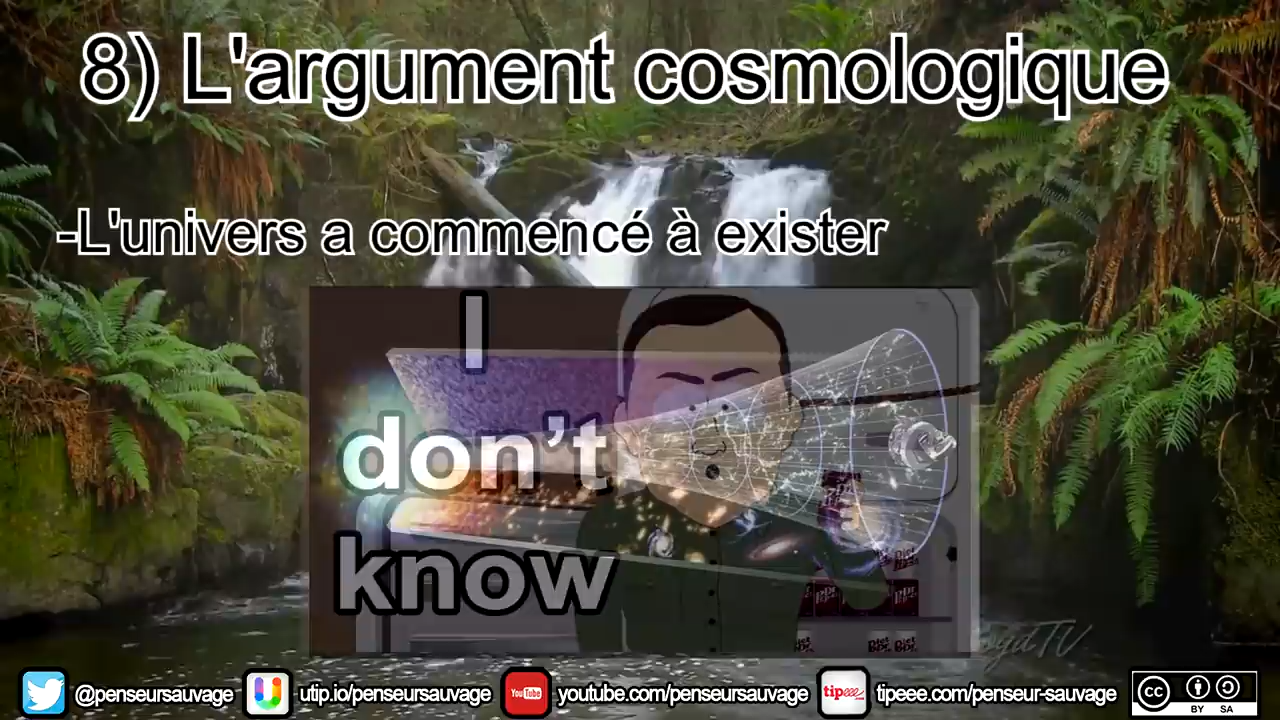 8) L'argument cosmologique
-L'univers a commencé à exister
I
don't
know
@penseursauvage
utip.io/penseursauvage
YouTube
youtube.com/penseursauvage
tipeee
tipeee.com/penseur-sauvage
cc
BY SA